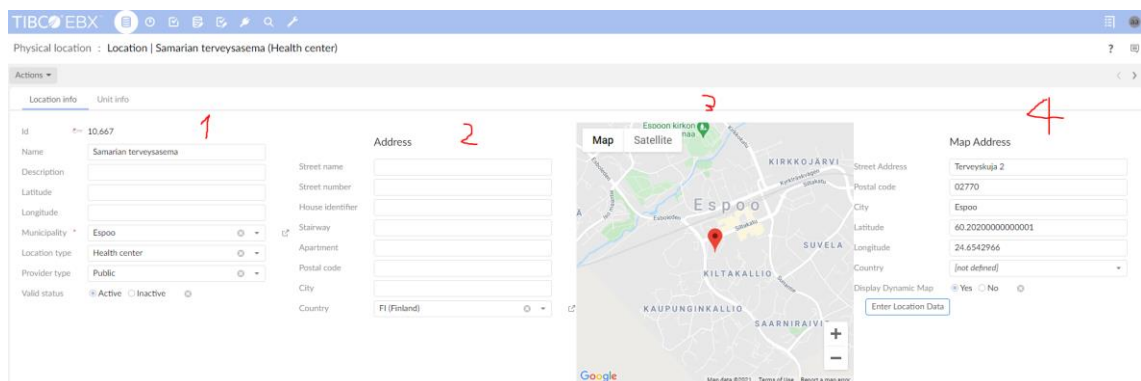 TIBCO EBX
Physical location : Location | Samarian terveysasema (Health center)
?
Actions
Location info Unit info
1
Id 10,667
Name Samarian terveysasema
Description
Latitude
Longitude
Municipality * Espoo
Location type Health center
Provider type Public
Valid status Active Inactive
Address 2
Street name
Street number
House identifier
Stairway
Apartment
Postal code
City
Country FI (Finland)
3
Map Satellite
Espoon kirkon
KIRKKOJÄRVI
Espoo
SUVELA
KILTAKALLIO
KAUPUNGINKALLIO
SAARNIRAIVI
+
−
Google
Map data ©2021 Terms of Use Report a map error
4
Map Address
Street Address Terveyskuja 2
Postal code 02770
City Espoo
Latitude 60.20200000000001
Longitude 24.6542966
Country [not defined]
Display Dynamic Map Yes No
Enter Location Data